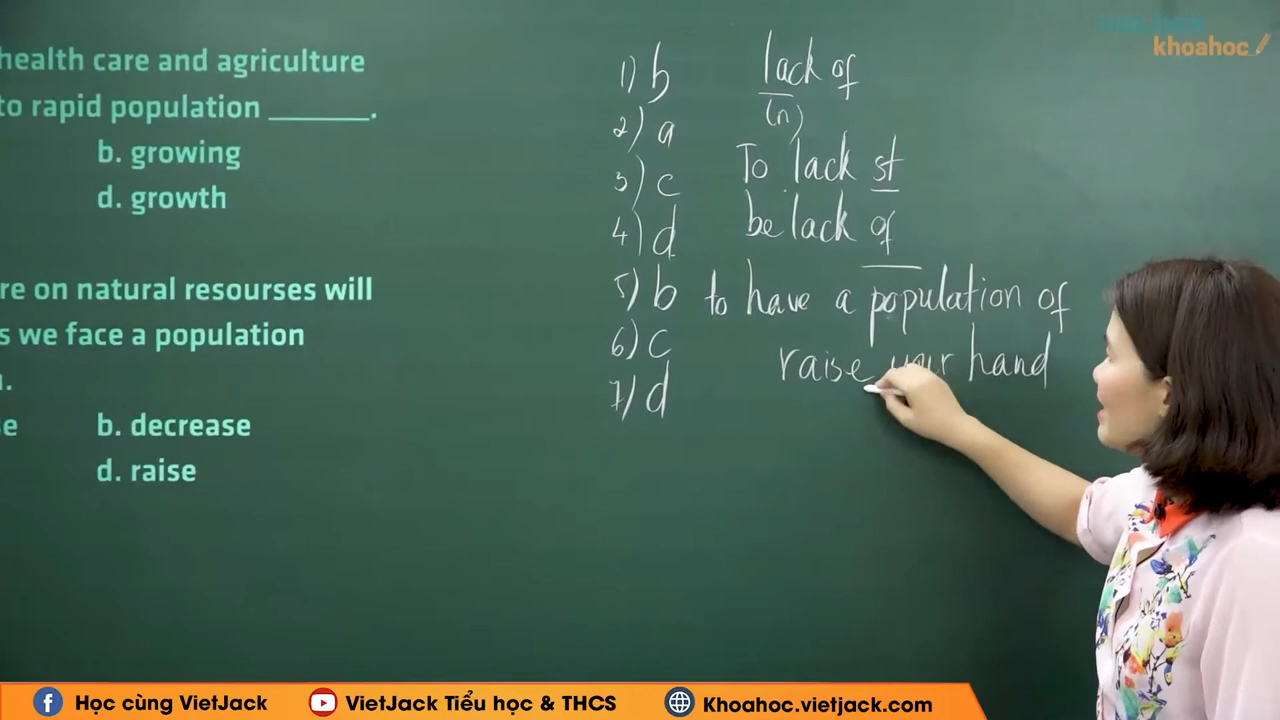 health care and agriculture
to rapid population ______.
b. growing
d. growth
re on natural resourses will
s we face a population
.
e b. decrease
d. raise
1) b
2) a
3) c
4) d
5) b
6) c
7) d
lack of
(n)
To lack st
be lack of
to have a population of
raise your hand
vietjack
khoahoc
Học cùng VietJack
VietJack Tiểu học & THCS
Khoahoc.vietjack.com